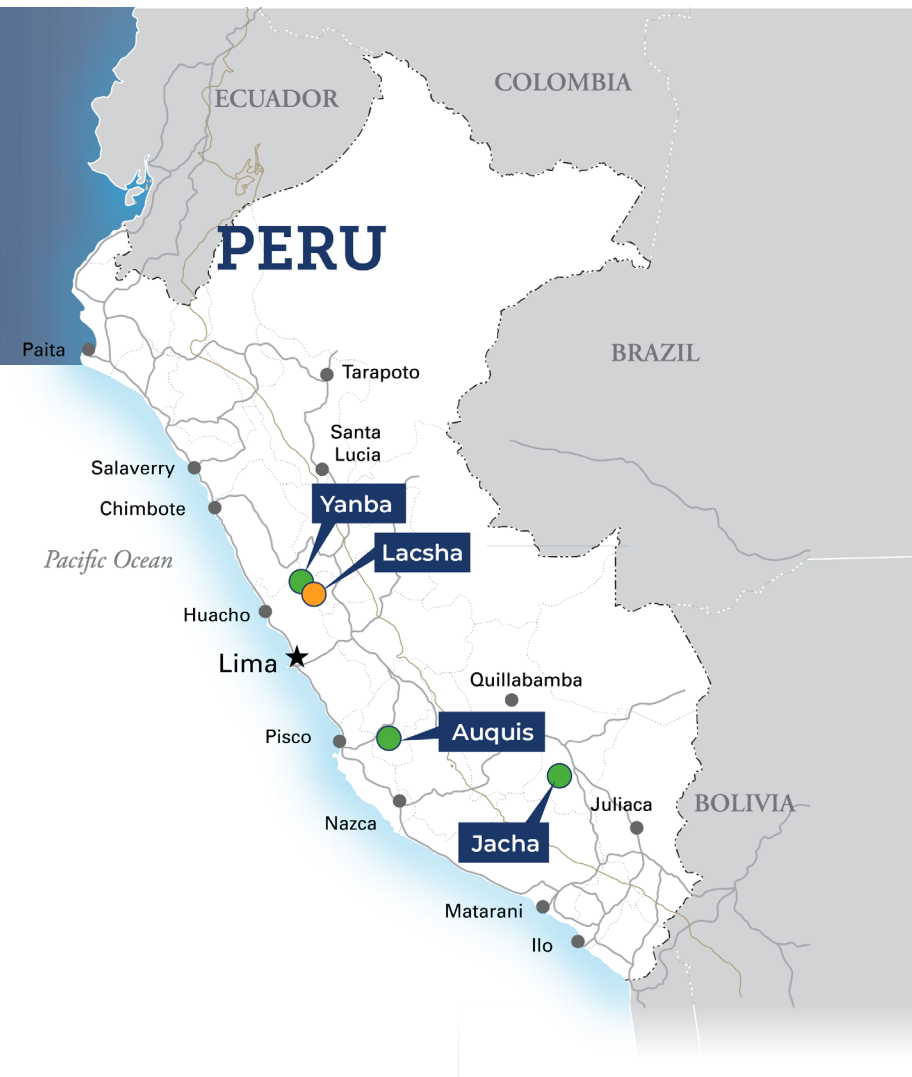 COLOMBIA
ECUADOR
PERU
Paita
BRAZIL
Tarapoto
Santa
Lucia
Salaverry
Yanba
Chimbote
Lacsha
Pacific Ocean
Huacho
Lima
Quillabamba
Pisco
Auquis
Juliaca
BOLIVIA
Nazca
Jacha
Matarani
Ilo